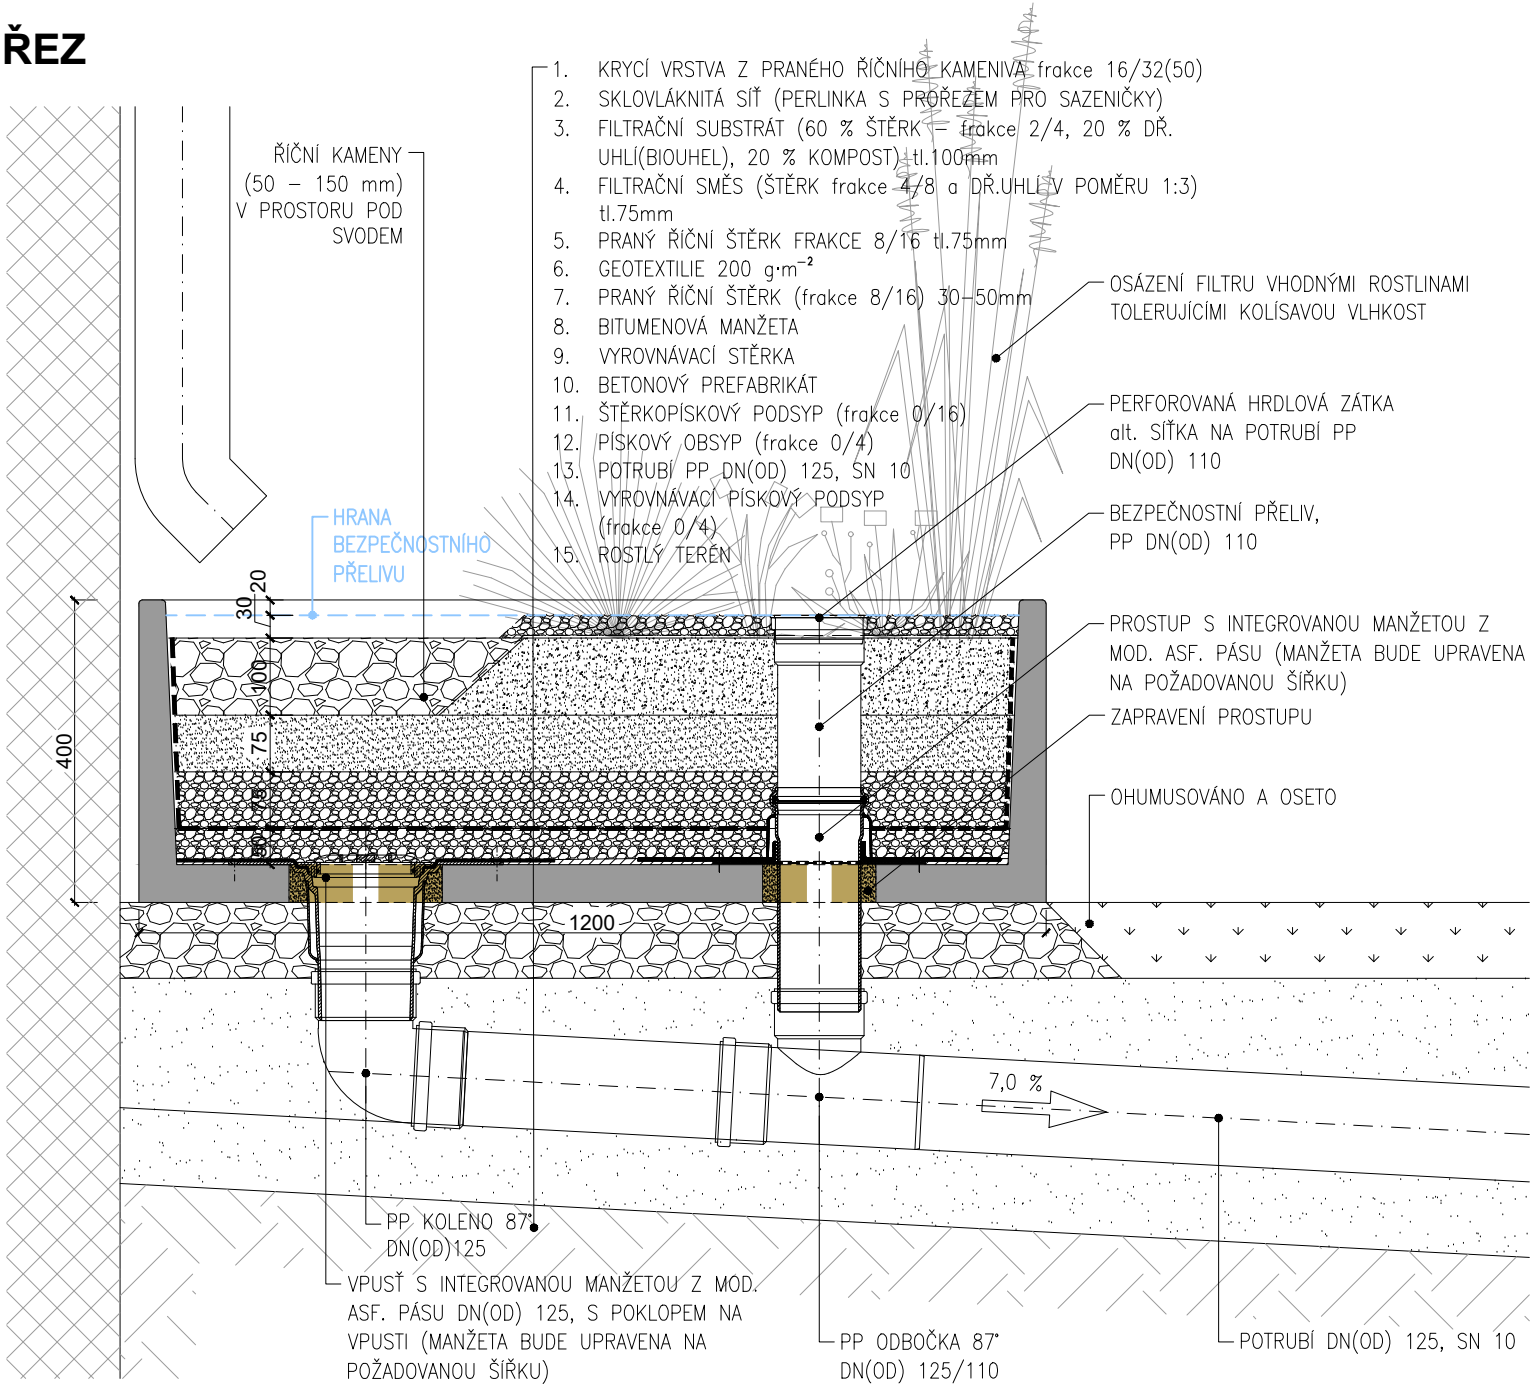 ŘEZ
1. KRYCÍ VRSTVA Z PRANÉHO ŘÍČNÍHO KAMENIVA frakce 16/32(50)
2. SKLOVLÁKNITÁ SÍŤ (PERLINKA S PROŘEZEM PRO SAZENIČKY)
3. FILTRAČNÍ SUBSTRÁT (60 % ŠTĚRK – frakce 2/4, 20 % DŘ.
UHLÍ(BIOUHEL), 20 % KOMPOST) tl.100mm
4. FILTRAČNÍ SMĚS (ŠTĚRK frakce 4/8 a DŘ.UHLÍ V POMĚRU 1:3)
tl.75mm
5. PRANÝ ŘÍČNÍ ŠTĚRK FRAKCE 8/16 tl.75mm
6. GEOTEXTILIE 200 g·m⁻²
7. PRANÝ ŘÍČNÍ ŠTĚRK (frakce 8/16) 30–50mm
8. BITUMENOVÁ MANŽETA
9. VYROVNÁVACÍ STĚRKA
10. BETONOVÝ PREFABRIKÁT
11. ŠTĚRKOPÍSKOVÝ PODSYP (frakce 0/16)
12. PÍSKOVÝ OBSYP (frakce 0/4)
13. POTRUBÍ PP DN(OD) 125, SN 10
14. VYROVNÁVACÍ PÍSKOVÝ PODSYP
(frakce 0/4)
15. ROSTLÝ TERÉN
ŘÍČNÍ KAMENY
(50 – 150 mm)
V PROSTORU POD
SVODEM
HRANA
BEZPEČNOSTNÍHO
PŘELIVU
OSÁZENÍ FILTRU VHODNÝMI ROSTLINAMI
TOLERUJÍCÍMI KOLÍSAVOU VLHKOST
PERFOROVANÁ HRDLOVÁ ZÁTKA
alt. SÍŤKA NA POTRUBÍ PP
DN(OD) 110
BEZPEČNOSTNÍ PŘELIV,
PP DN(OD) 110
PROSTUP S INTEGROVANOU MANŽETOU Z
MOD. ASF. PÁSU (MANŽETA BUDE UPRAVENA
NA POŽADOVANOU ŠÍŘKU)
ZAPRAVENÍ PROSTUPU
OHUMUSOVÁNO A OSETO
20
30
100
75
75
50
400
1200
7,0 %
PP KOLENO 87°
DN(OD)125
VPUSŤ S INTEGROVANOU MANŽETOU Z MOD.
ASF. PÁSU DN(OD) 125, S POKLOPEM NA
VPUSTI (MANŽETA BUDE UPRAVENA NA
POŽADOVANOU ŠÍŘKU)
PP ODBOČKA 87°
DN(OD) 125/110
POTRUBÍ DN(OD) 125, SN 10